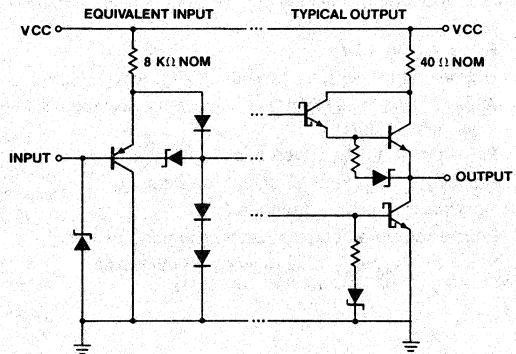 EQUIVALENT INPUT
TYPICAL OUTPUT
VCC
VCC
8 KΩ NOM
40 Ω NOM
INPUT
OUTPUT